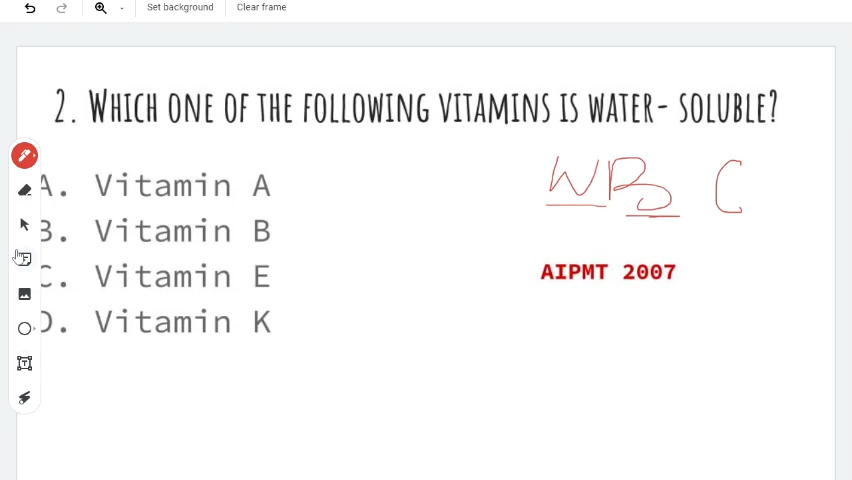 Set background Clear frame
2. WHICH ONE OF THE FOLLOWING VITAMINS IS WATER- SOLUBLE?
WB C
A. Vitamin A
B. Vitamin B
C. Vitamin E
D. Vitamin K
AIPMT 2007